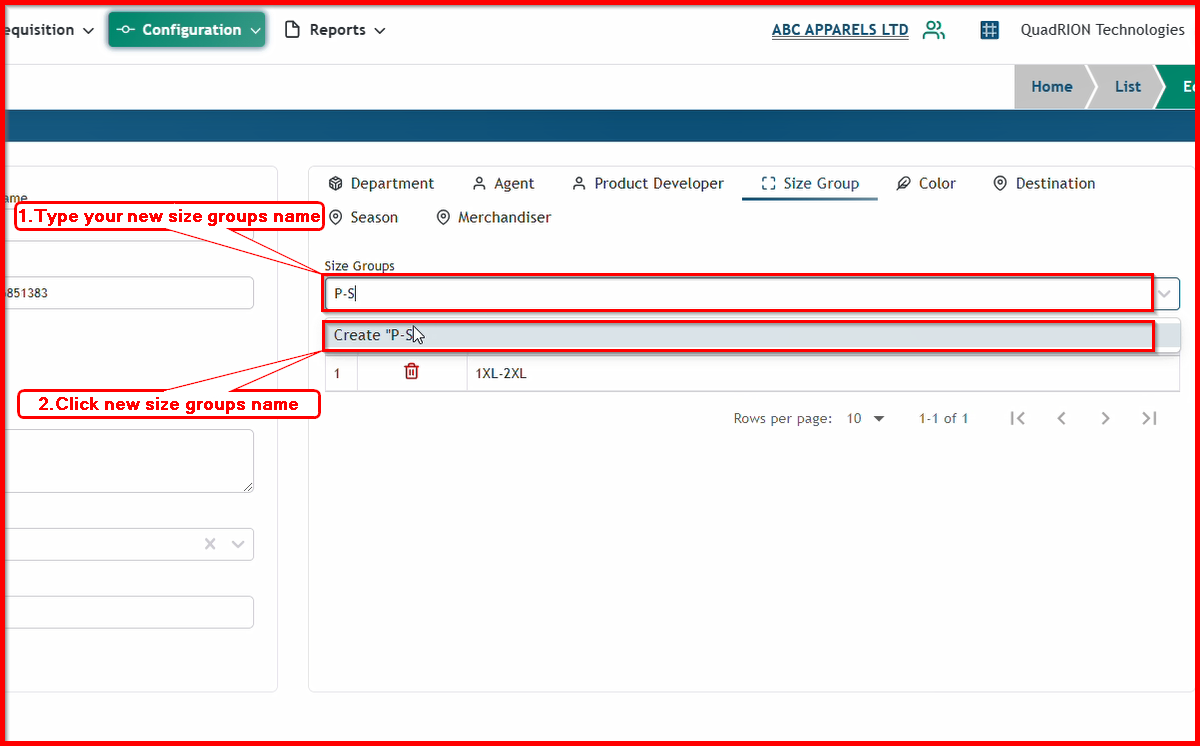 equisition Configuration Reports ABC APPARELS LTD QuadRION Technologies
Home List
Department Agent Product Developer Size Group Color Destination
ame
1.Type your new size groups name
Season Merchandiser
Size Groups
851383
P-S
Create "P-S
1 1XL-2XL
2.Click new size groups name
Rows per page: 10 1-1 of 1